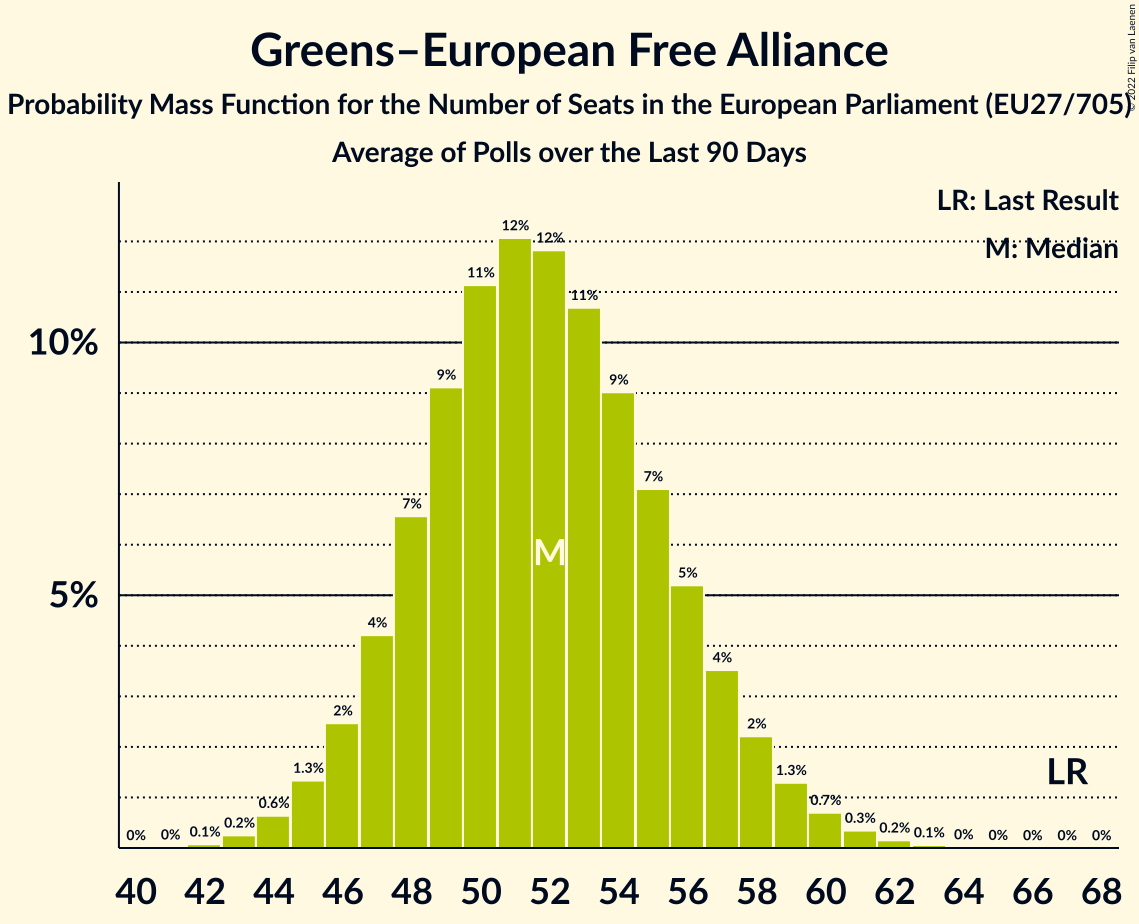 Greens–European Free Alliance
Probability Mass Function for the Number of Seats in the European Parliament (EU27/705)
Average of Polls over the Last 90 Days
© 2022 Filip van Laenen
LR: Last Result
M: Median
10%
5%
0% 0% 0.1% 0.2% 0.6% 1.3% 2% 4% 7% 9% 11% 12% 12% 11% 9% 7% 5% 4% 2% 1.3% 0.7% 0.3% 0.2% 0.1% 0% 0% 0% 0% 0%
M
LR
40 42 44 46 48 50 52 54 56 58 60 62 64 66 68